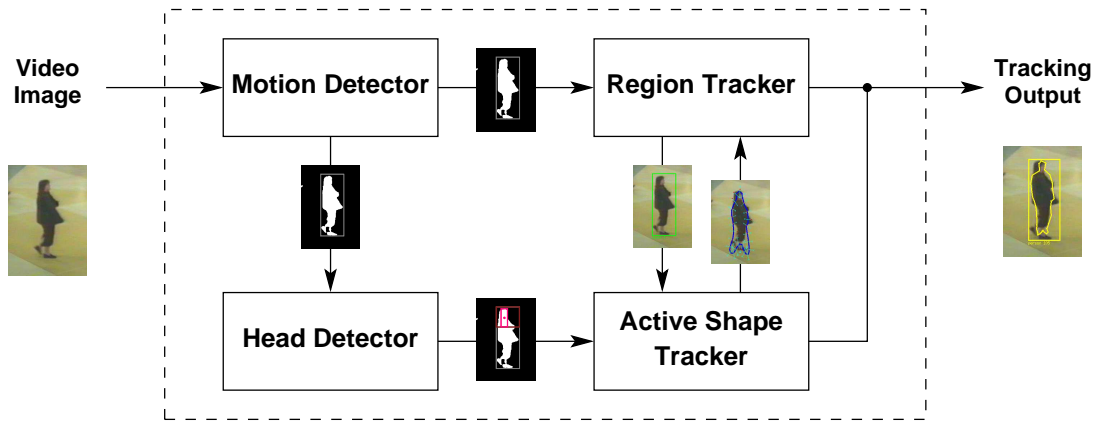 Video
Image
Motion Detector
Region Tracker
Tracking
Output
Head Detector
Active Shape
Tracker